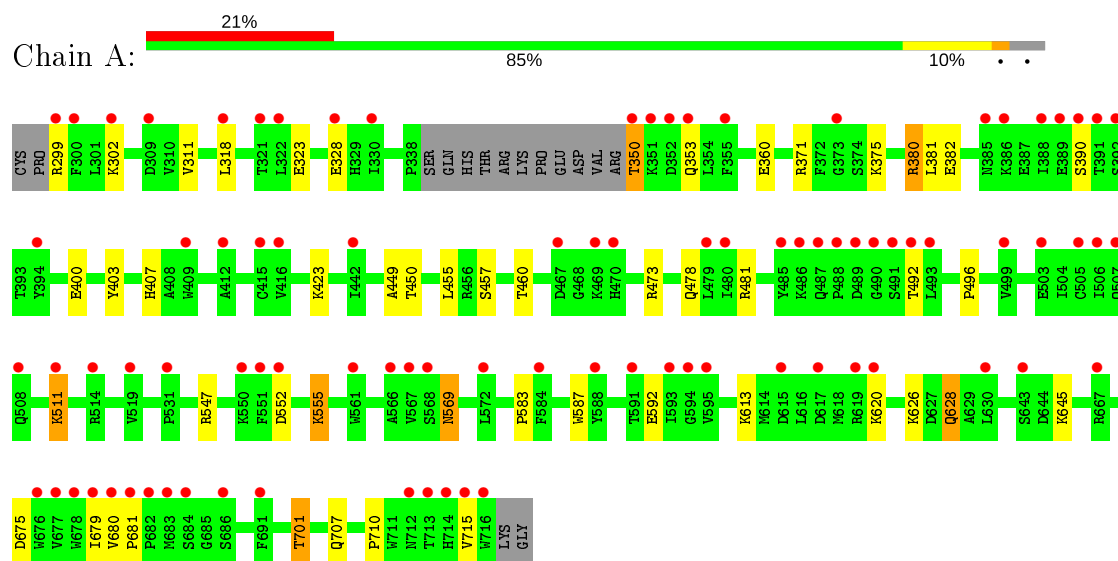 21%
Chain A:
85% 10% • •
CYS PRO R299 F300 L301 K302 D309 V310 V311 L318 T321 L322 E323 E328 H329 I330 P338 SER GLN HIS THR ARG LYS PRO GLU ASP VAL ARG T350 K351 D352 Q353 L354 F355 E360 R371 F372 G373 S374 K375 R380 L381 E382 N385 K386 E387 I388 E389 S390 T391
T393 Y394 E400 Y403 H407 A408 W409 A412 C415 V416 K423 I442 A449 T450 L455 R456 S457 T460 D467 G468 K469 H470 R473 Q478 L479 I480 R481 Y485 K486 Q487 P488 D489 G490 S491 T492 L493 P496 V499 E503 I504 C505 I506
Q508 K511 R514 V519 P531 R547 K550 F551 D552 K555 W561 A566 V567 S568 N569 L572 P583 F584 W587 Y588 T591 E592 I593 G594 V595 K613 M614 D615 L616 D617 M618 R619 K620 K626 D627 Q628 A629 L630 S643 D644 K645 R667
D675 W676 V677 W678 I679 V680 P681 P682 M683 S684 G685 S686 F691 T701 Q707 P710 W711 N712 T713 H714 V715 W716 LYS GLY